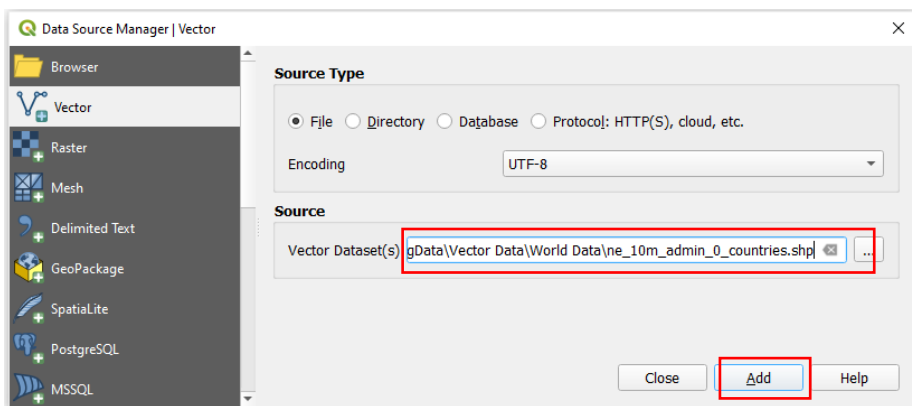 Data Source Manager | Vector
Browser
Vector
Raster
Mesh
Delimited Text
GeoPackage
SpatiaLite
PostgreSQL
MSSQL
Source Type
File Directory Database Protocol: HTTP(S), cloud, etc.
Encoding UTF-8
Source
Vector Dataset(s) gData\Vector Data\World Data\ne_10m_admin_0_countries.shp ...
Close Add Help